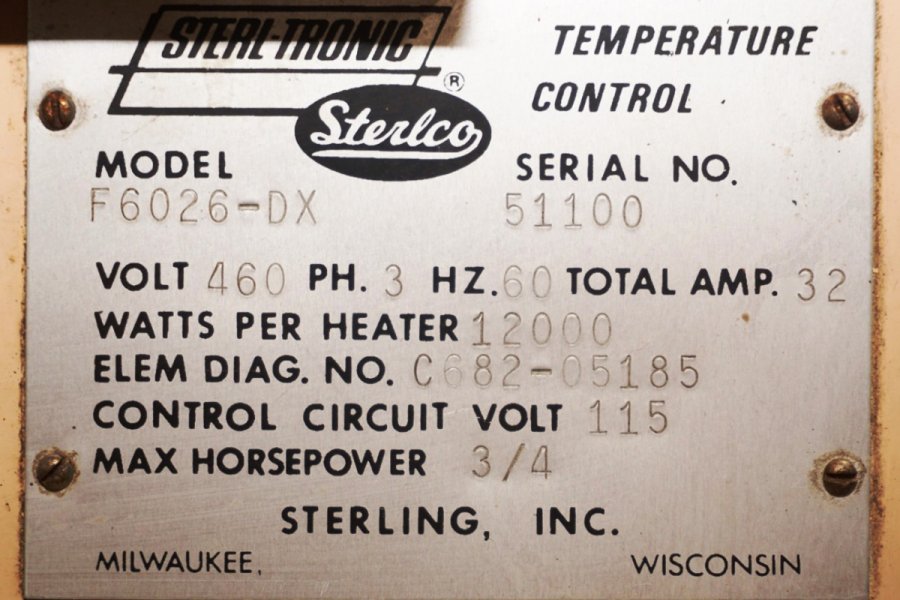 STERL-TRONIC
TEMPERATURE
CONTROL
®
Sterlco
MODEL
F6026-DX
SERIAL NO.
51100
VOLT 460 PH. 3 HZ. 60 TOTAL AMP. 32
WATTS PER HEATER 12000
ELEM DIAG. NO. C682-05185
CONTROL CIRCUIT VOLT 115
MAX HORSEPOWER 3/4
STERLING, INC.
MILWAUKEE, WISCONSIN